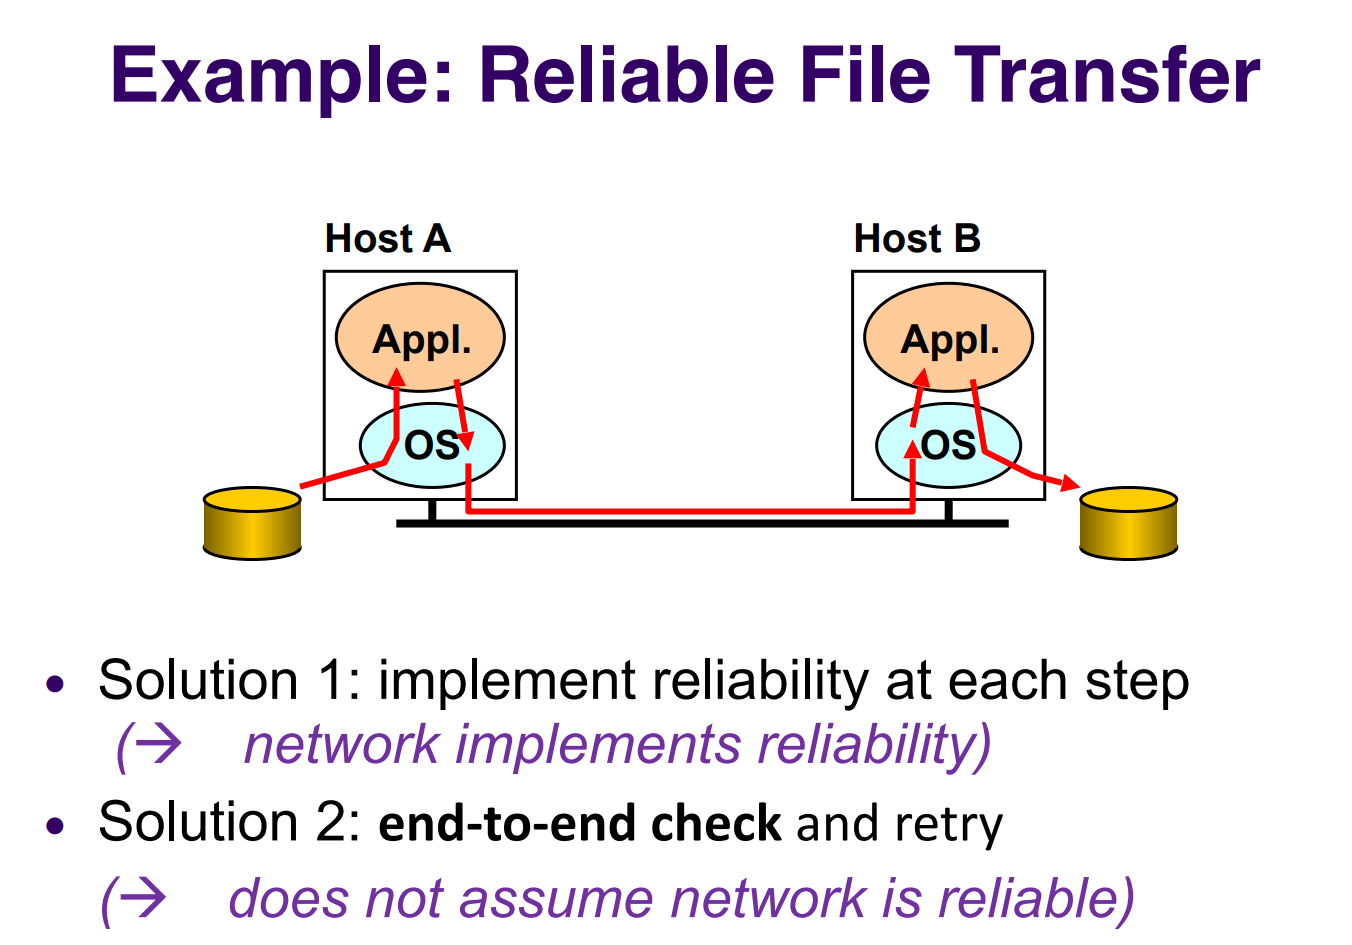 Example: Reliable File Transfer
Host A
Host B
Appl.
Appl.
OS
OS
• Solution 1: implement reliability at each step
(→ network implements reliability)
• Solution 2: end-to-end check and retry
(→ does not assume network is reliable)